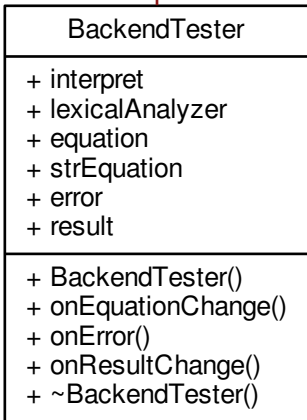 BackendTester
+ interpret
+ lexicalAnalyzer
+ equation
+ strEquation
+ error
+ result
+ BackendTester()
+ onEquationChange()
+ onError()
+ onResultChange()
+ ~BackendTester()